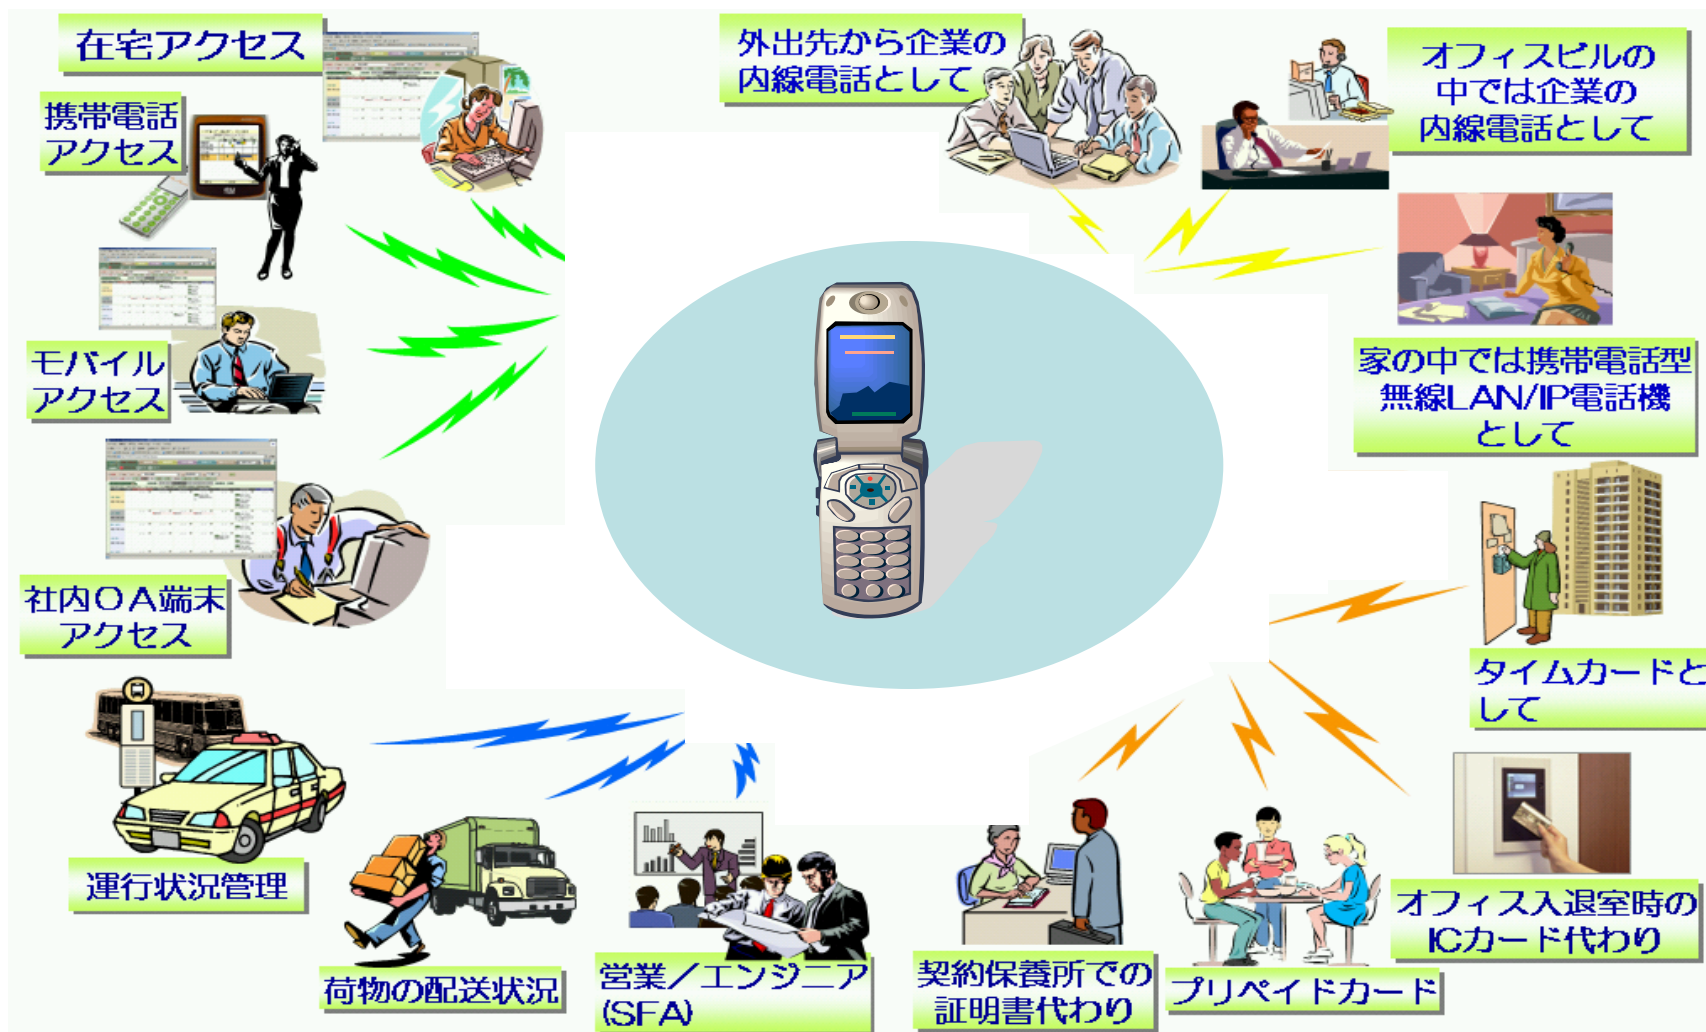 在宅アクセス
携帯電話
アクセス
モバイル
アクセス
社内OA端末
アクセス
外出先から企業の
内線電話として
オフィスビルの
中では企業の
内線電話として
家の中では携帯電話型
無線LAN/IP電話機
として
タイムカードと
して
オフィス入退室時の
ICカード代わり
プリペイドカード
契約保養所での
証明書代わり
営業／エンジニア
(SFA)
荷物の配送状況
運行状況管理